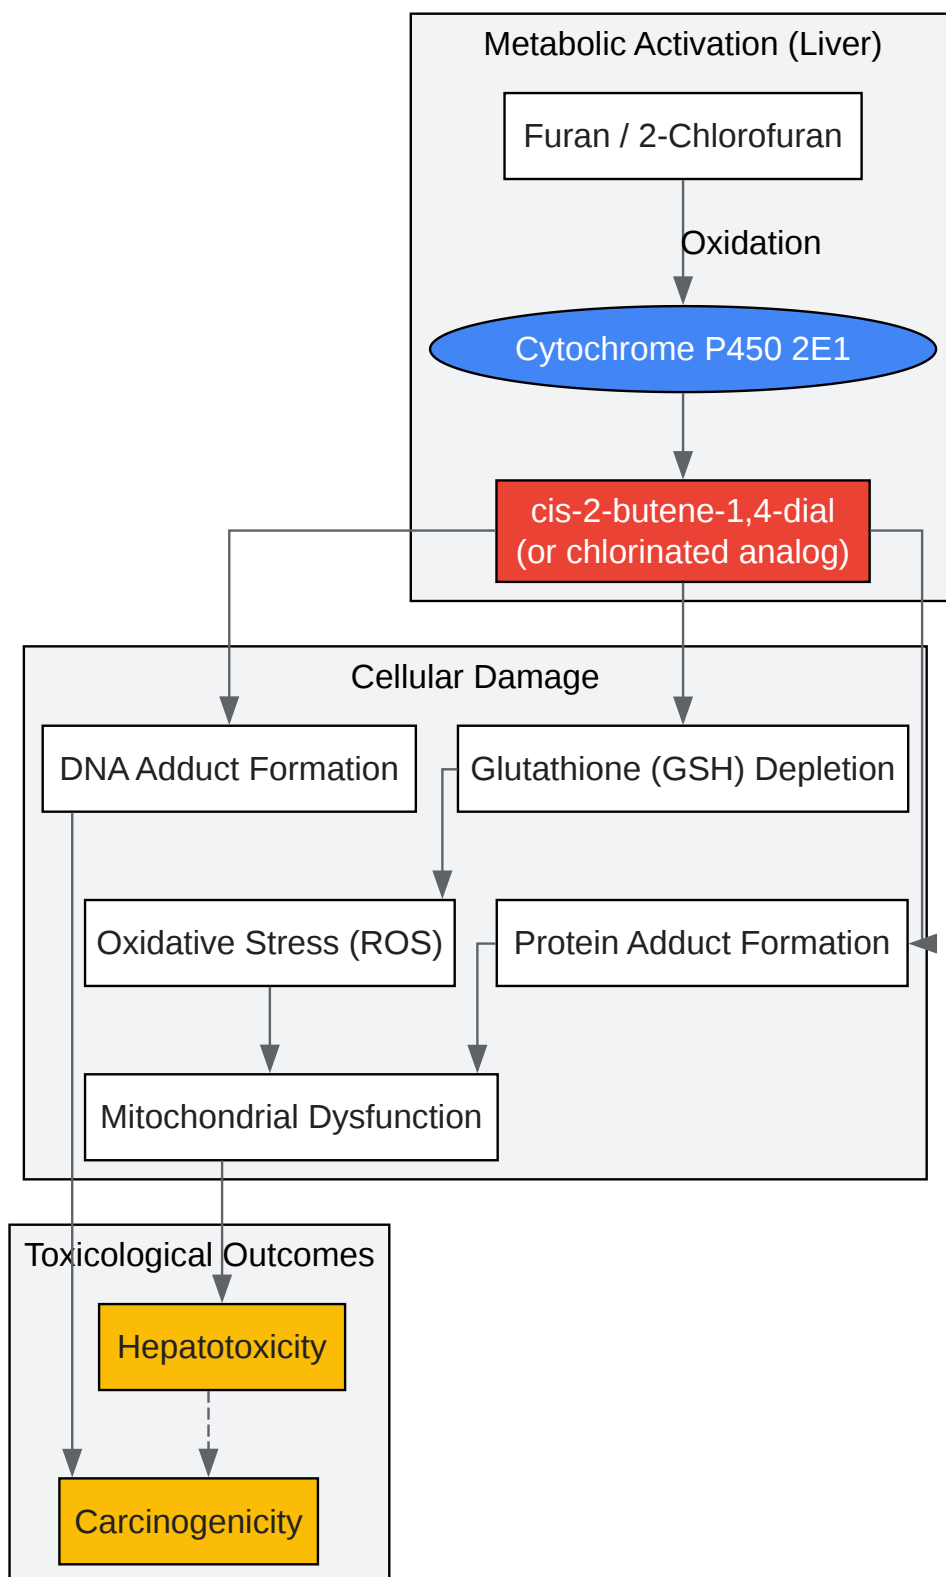 Metabolic Activation (Liver)
Furan / 2-Chlorofuran
Oxidation
Cytochrome P450 2E1
cis-2-butene-1,4-dial
(or chlorinated analog)
Cellular Damage
DNA Adduct Formation
Glutathione (GSH) Depletion
Oxidative Stress (ROS)
Protein Adduct Formation
Mitochondrial Dysfunction
Toxicological Outcomes
Hepatotoxicity
Carcinogenicity